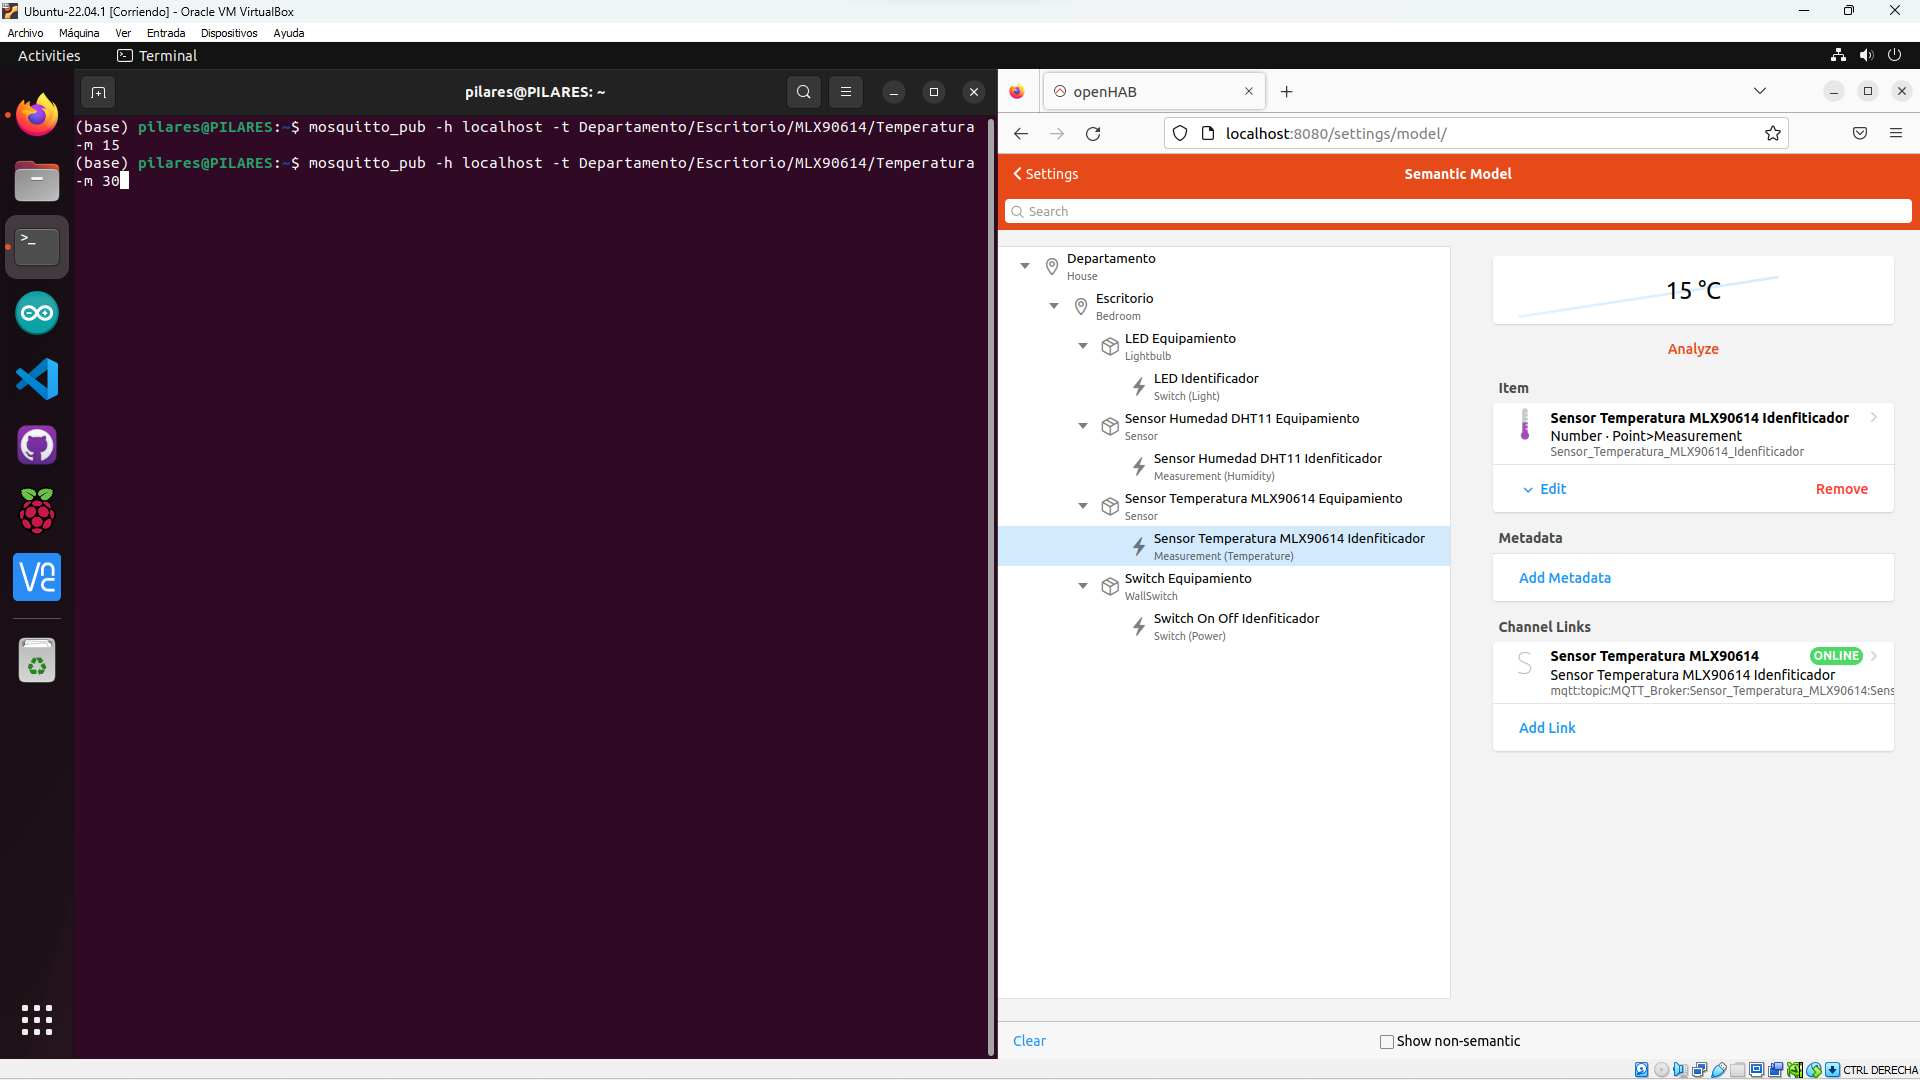 Ubuntu-22.04.1 [Corriendo] - Oracle VM VirtualBox
Archivo Máquina Ver Entrada Dispositivos Ayuda
Activities Terminal
pilares@PILARES: ~
(base) pilares@PILARES:~$ mosquitto_pub -h localhost -t Departamento/Escritorio/MLX90614/Temperatura
-m 15
(base) pilares@PILARES:~$ mosquitto_pub -h localhost -t Departamento/Escritorio/MLX90614/Temperatura
-m 30
openHAB
localhost:8080/settings/model/
Settings
Semantic Model
Search
Departamento
House
Escritorio
Bedroom
LED Equipamiento
Lightbulb
LED Identificador
Switch (Light)
Sensor Humedad DHT11 Equipamiento
Sensor
Sensor Humedad DHT11 Idenfiticador
Measurement (Humidity)
Sensor Temperatura MLX90614 Equipamiento
Sensor
Sensor Temperatura MLX90614 Idenfiticador
Measurement (Temperature)
Switch Equipamiento
WallSwitch
Switch On Off Idenfiticador
Switch (Power)
15 °C
Analyze
Item
Sensor Temperatura MLX90614 Idenfiticador
Number · Point>Measurement
Sensor_Temperatura_MLX90614_Idenfiticador
Edit Remove
Metadata
Add Metadata
Channel Links
S
Sensor Temperatura MLX90614 ONLINE
Sensor Temperatura MLX90614 Idenfiticador
mqtt:topic:MQTT_Broker:Sensor_Temperatura_MLX90614:Sens
Add Link
Clear
Show non-semantic
CTRL DERECHA